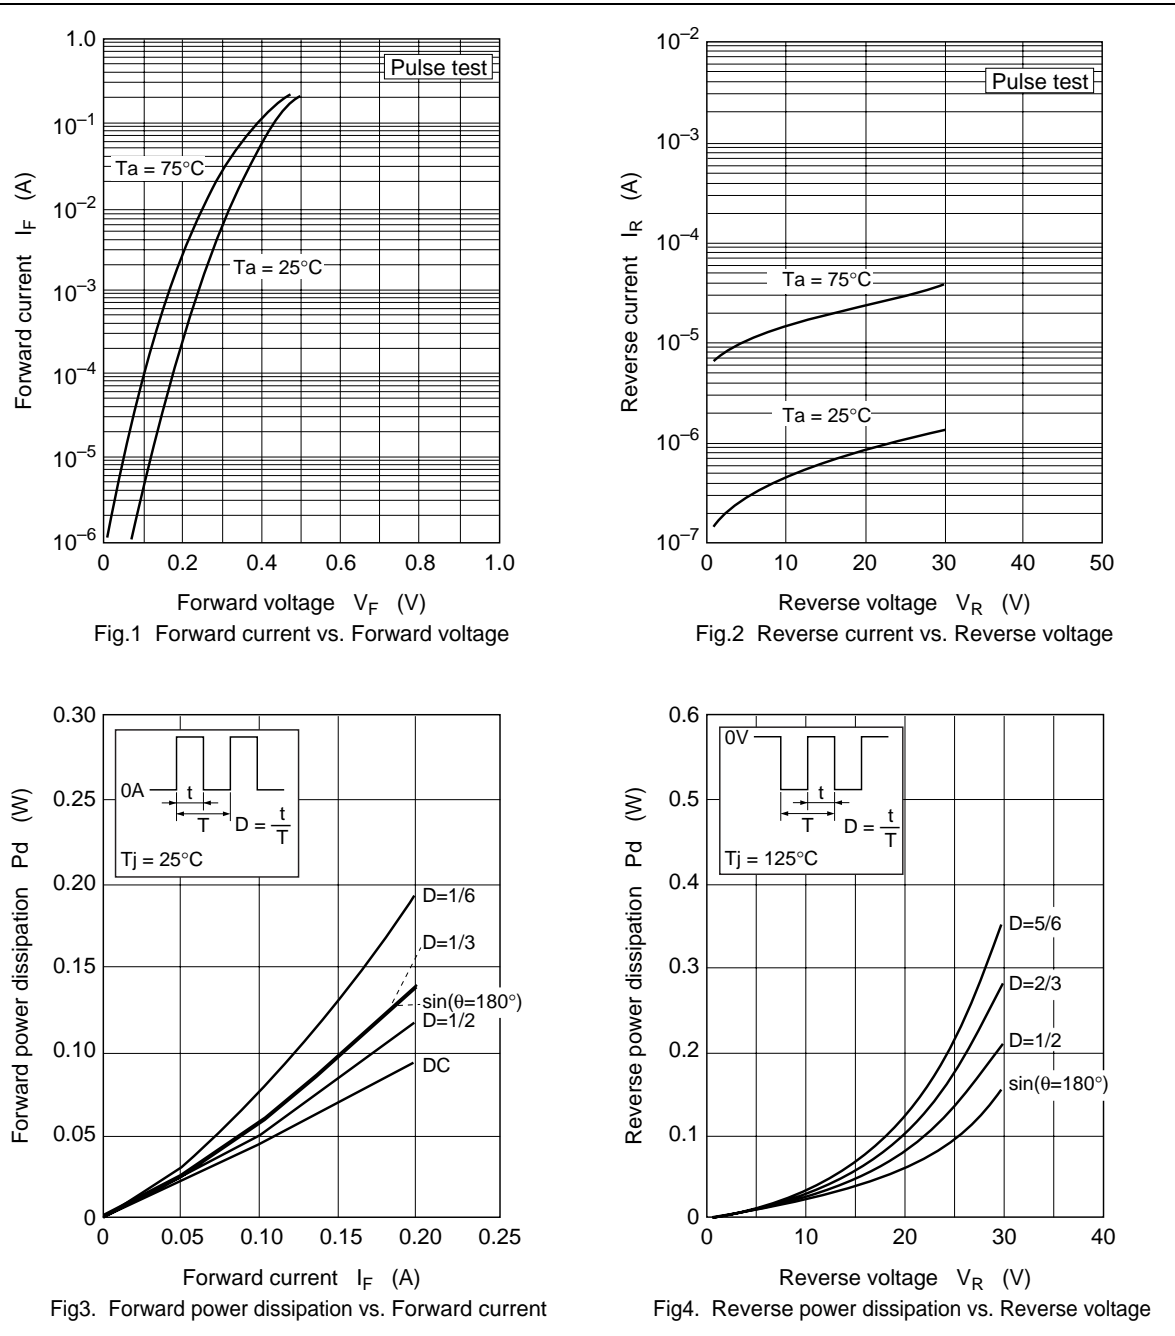 1.0
10–1
10–2
10–3
10–4
10–5
10–6
Pulse test
Ta = 75°C
Ta = 25°C
0 0.2 0.4 0.6 0.8 1.0
Forward current IF (A)
Forward voltage VF (V)
Fig.1 Forward current vs. Forward voltage
10–2
10–3
10–4
10–5
10–6
10–7
Pulse test
Ta = 75°C
Ta = 25°C
0 10 20 30 40 50
Reverse current IR (A)
Reverse voltage VR (V)
Fig.2 Reverse current vs. Reverse voltage
0.30
0.25
0.20
0.15
0.10
0.05
0
0A
t
T
D = t/T
Tj = 25°C
D=1/6
D=1/3
sin(θ=180°)
D=1/2
DC
0 0.05 0.10 0.15 0.20 0.25
Forward power dissipation Pd (W)
Forward current IF (A)
Fig3. Forward power dissipation vs. Forward current
0.6
0.5
0.4
0.3
0.2
0.1
0
0V
t
T
D = t/T
Tj = 125°C
D=5/6
D=2/3
D=1/2
sin(θ=180°)
0 10 20 30 40
Reverse power dissipation Pd (W)
Reverse voltage VR (V)
Fig4. Reverse power dissipation vs. Reverse voltage